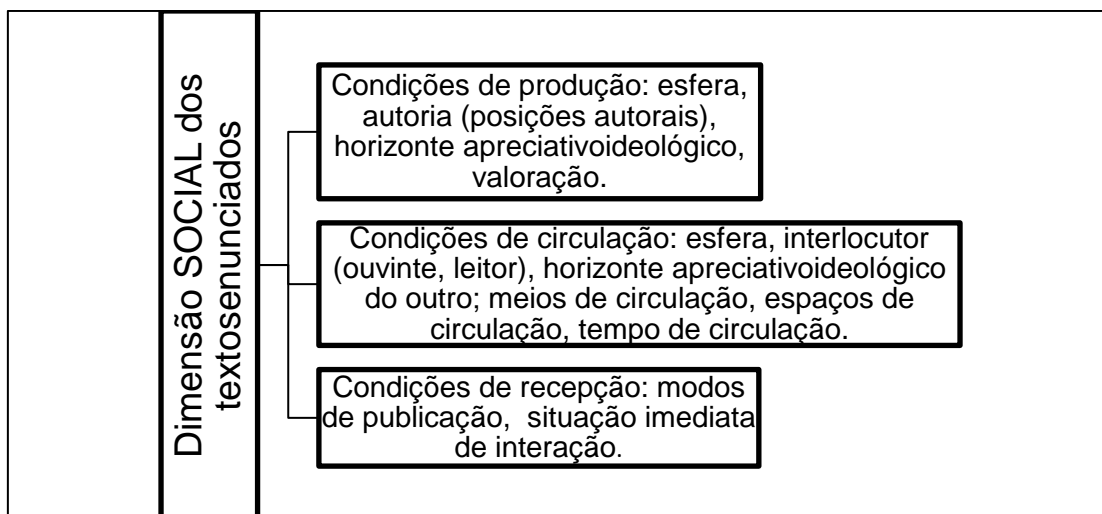 Dimensão SOCIAL dos
textosenunciados
Condições de produção: esfera,
autoria (posições autorais),
horizonte apreciativoideológico,
valoração.
Condições de circulação: esfera, interlocutor
(ouvinte, leitor), horizonte apreciativoideológico
do outro; meios de circulação, espaços de
circulação, tempo de circulação.
Condições de recepção: modos
de publicação, situação imediata
de interação.